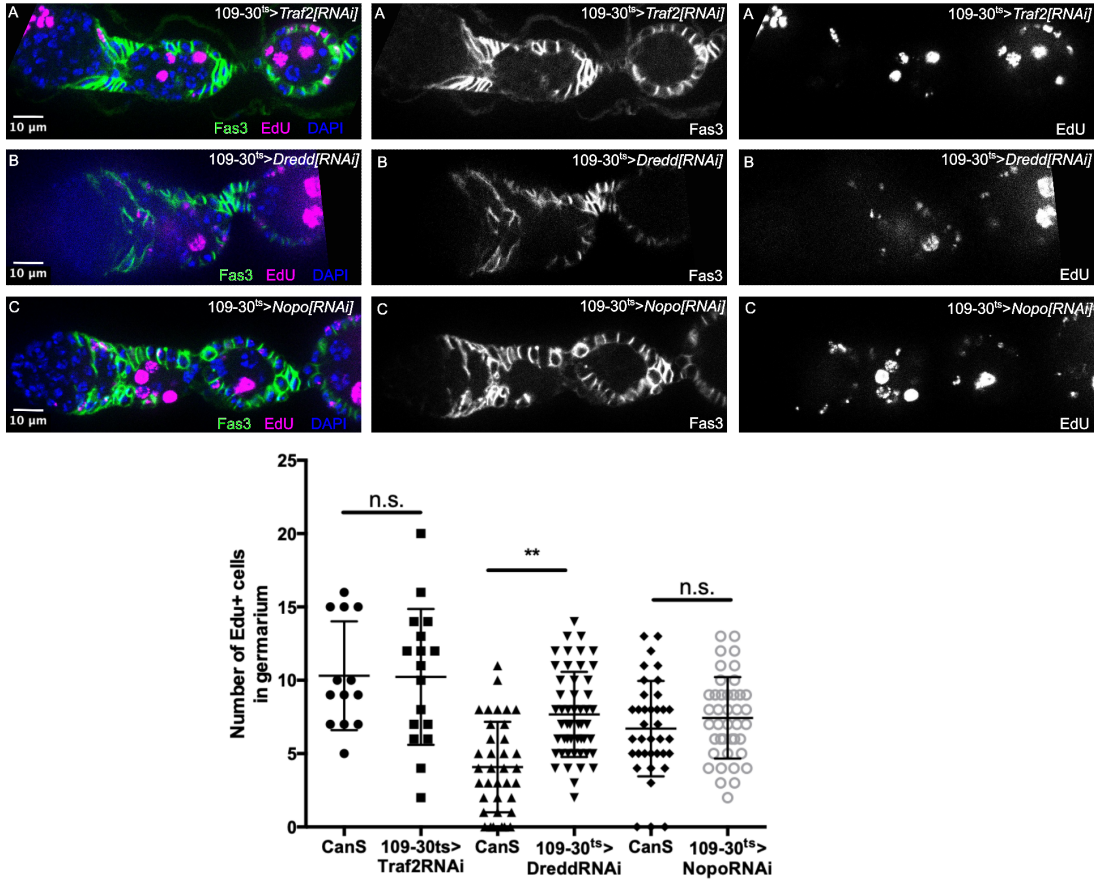 A 109-30ts>Traf2[RNAi]
10 µm
Fas3 EdU DAPI
A 109-30ts>Traf2[RNAi]
Fas3
A 109-30ts>Traf2[RNAi]
EdU
B 109-30ts>Dredd[RNAi]
10 µm
Fas3 EdU DAPI
B 109-30ts>Dredd[RNAi]
Fas3
B 109-30ts>Dredd[RNAi]
EdU
C 109-30ts>Nopo[RNAi]
10 µm
Fas3 EdU DAPI
C 109-30ts>Nopo[RNAi]
Fas3
C 109-30ts>Nopo[RNAi]
EdU
Number of Edu+ cells
in germarium
25
20
15
10
5
0
n.s.
**
n.s.
CanS
109-30ts>
Traf2RNAi
CanS
109-30ts>
DreddRNAi
CanS
109-30ts>
NopoRNAi